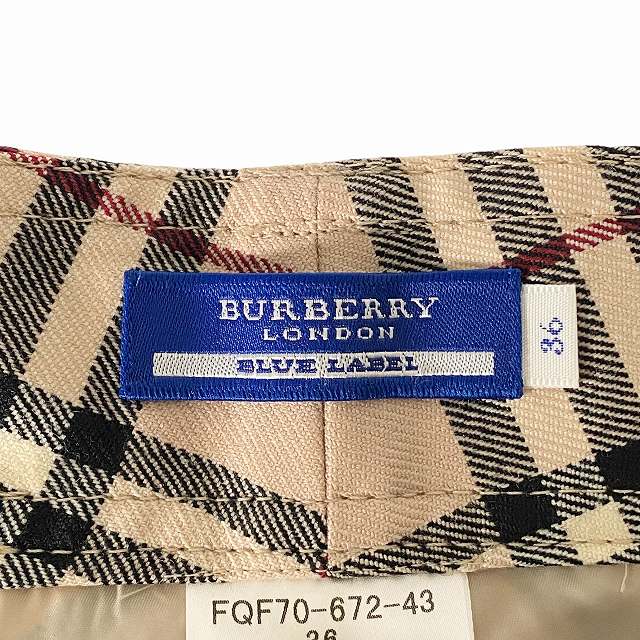 BURBERRY
LONDON
BLUE LABEL
36
FQF70-672-43
36